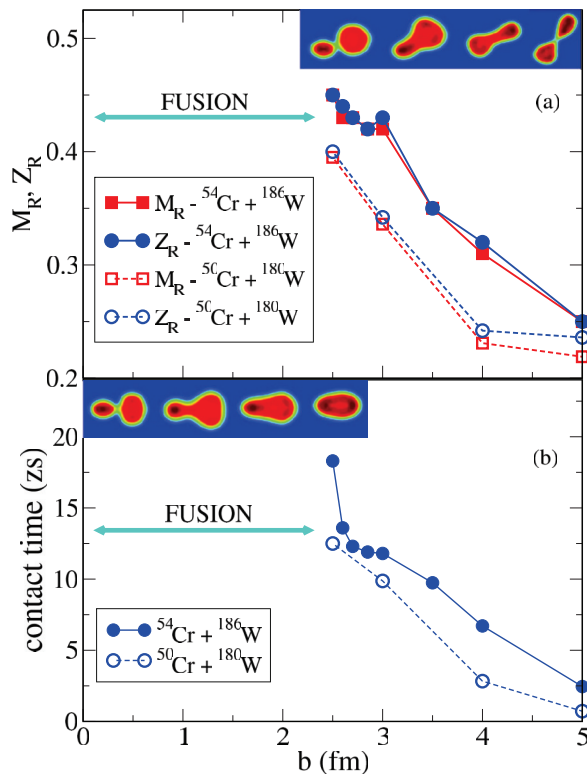 0.5
(a)
FUSION
0.4
M_R, Z_R
M_R - ⁵⁴Cr + ¹⁸⁶W
Z_R - ⁵⁴Cr + ¹⁸⁶W
M_R - ⁵⁰Cr + ¹⁸⁰W
Z_R - ⁵⁰Cr + ¹⁸⁰W
0.3
0.2
20
(b)
15
FUSION
contact time (zs)
10
⁵⁴Cr + ¹⁸⁶W
⁵⁰Cr + ¹⁸⁰W
5
0
0 1 2 3 4 5
b (fm)